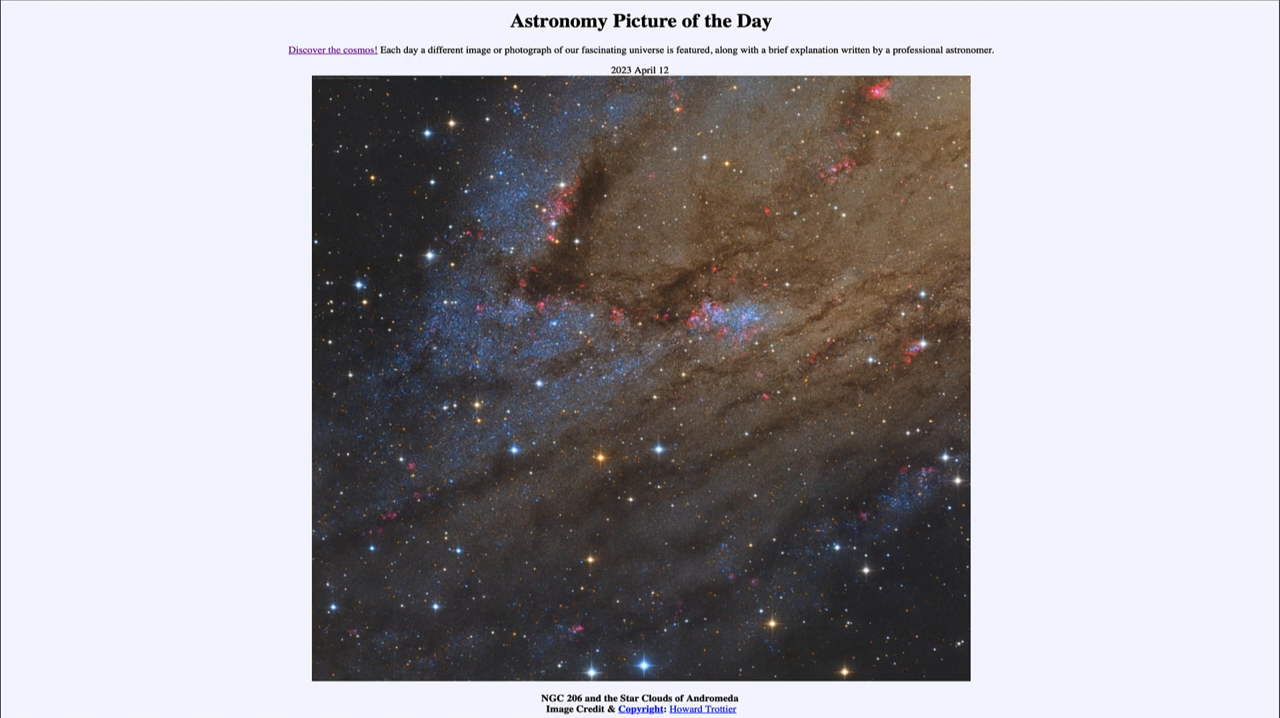 Astronomy Picture of the Day
Discover the cosmos! Each day a different image or photograph of our fascinating universe is featured, along with a brief explanation written by a professional astronomer.
2023 April 12
NGC 206 and the Star Clouds of Andromeda
Image Credit & Copyright: Howard Trottier